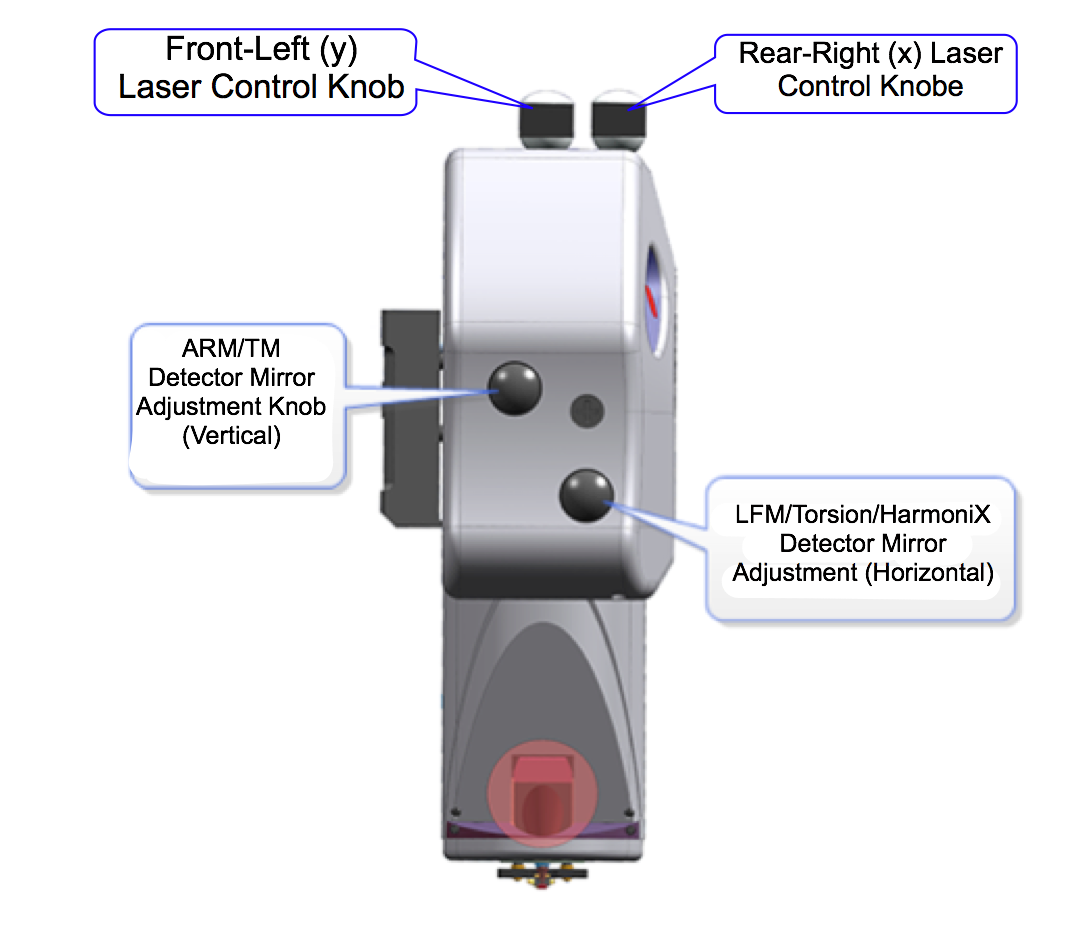 Front-Left (y)
Laser Control Knob
Rear-Right (x) Laser
Control Knobe
ARM/TM
Detector Mirror
Adjustment Knob
(Vertical)
LFM/Torsion/HarmoniX
Detector Mirror
Adjustment (Horizontal)